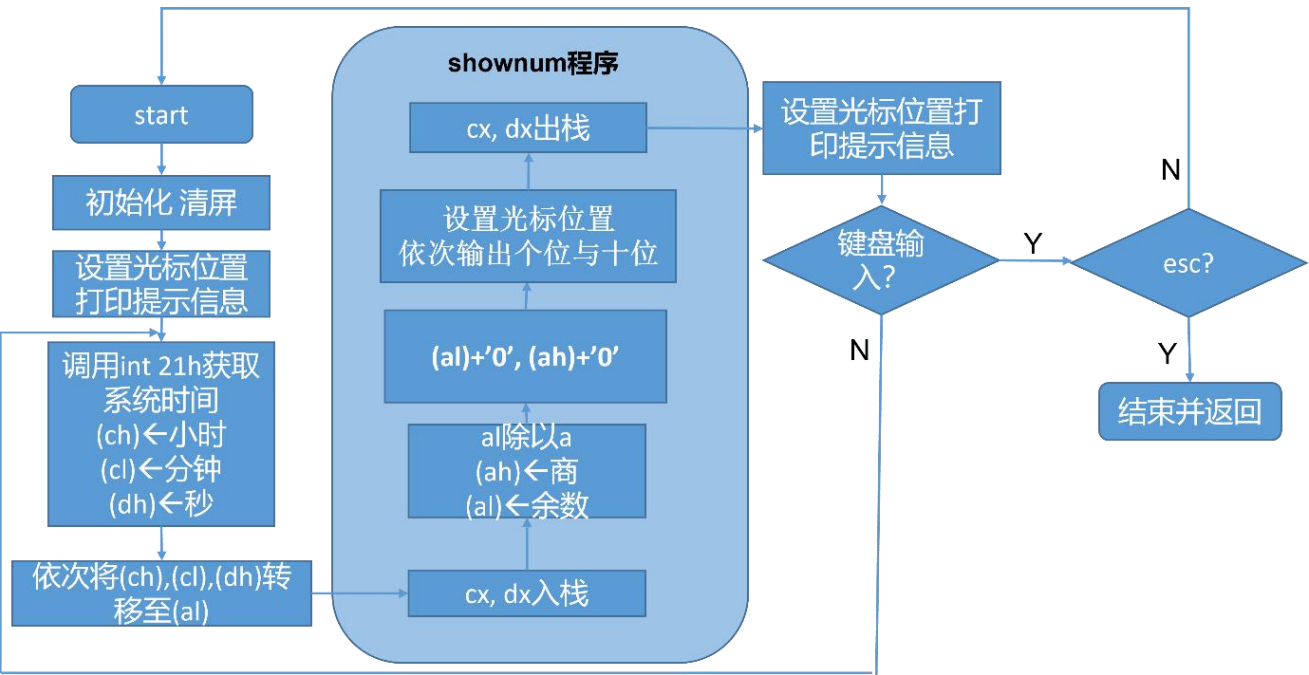 start
初始化 清屏
设置光标位置
打印提示信息
调用int 21h获取
系统时间
(ch)←小时
(cl)←分钟
(dh)←秒
依次将(ch),(cl),(dh)转
移至(al)
shownum程序
cx, dx出栈
设置光标位置
依次输出个位与十位
(al)+’0’, (ah)+’0’
al除以a
(ah)←商
(al)←余数
cx, dx入栈
设置光标位置打
印提示信息
键盘输
入?
Y
N
esc?
N
Y
结束并返回